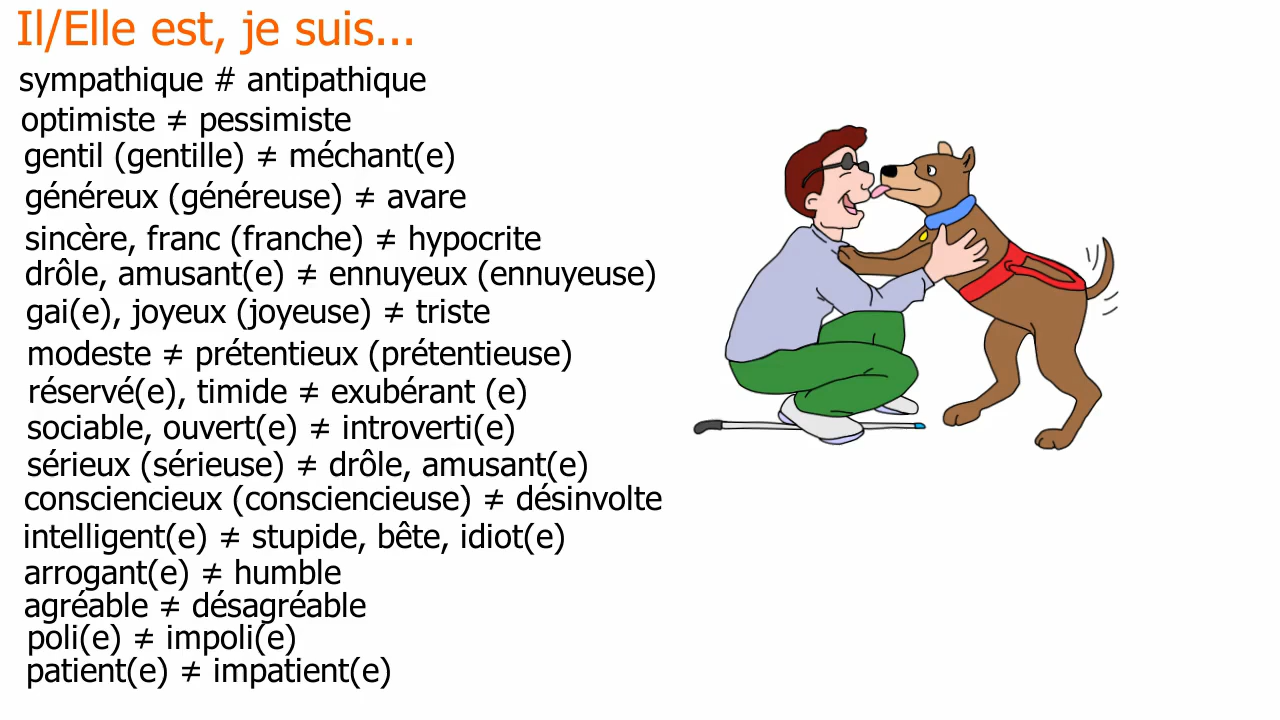 Il/Elle est, je suis...
sympathique # antipathique
optimiste ≠ pessimiste
gentil (gentille) ≠ méchant(e)
généreux (généreuse) ≠ avare
sincère, franc (franche) ≠ hypocrite
drôle, amusant(e) ≠ ennuyeux (ennuyeuse)
gai(e), joyeux (joyeuse) ≠ triste
modeste ≠ prétentieux (prétentieuse)
réservé(e), timide ≠ exubérant (e)
sociable, ouvert(e) ≠ introverti(e)
sérieux (sérieuse) ≠ drôle, amusant(e)
consciencieux (consciencieuse) ≠ désinvolte
intelligent(e) ≠ stupide, bête, idiot(e)
arrogant(e) ≠ humble
agréable ≠ désagréable
poli(e) ≠ impoli(e)
patient(e) ≠ impatient(e)